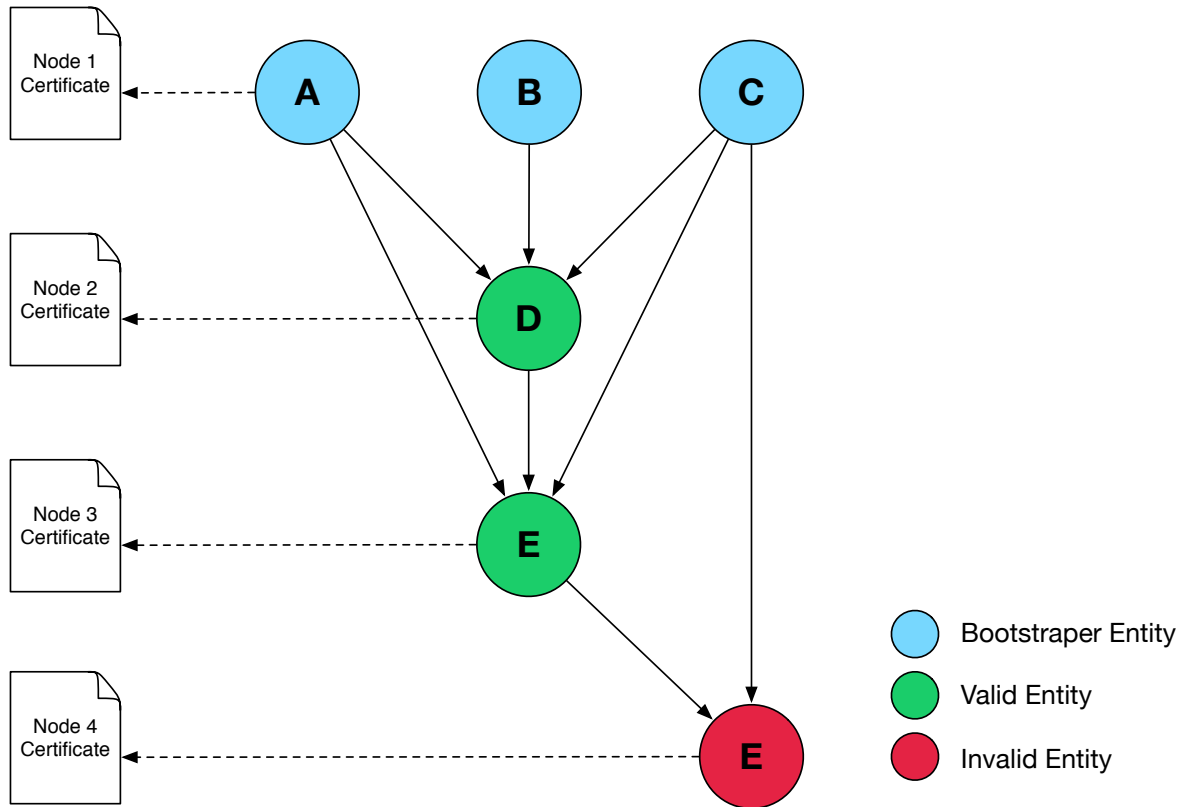 Node 1
Certificate
A
B
C
Node 2
Certificate
D
Node 3
Certificate
E
Bootstraper Entity
Valid Entity
Node 4
Certificate
E
Invalid Entity